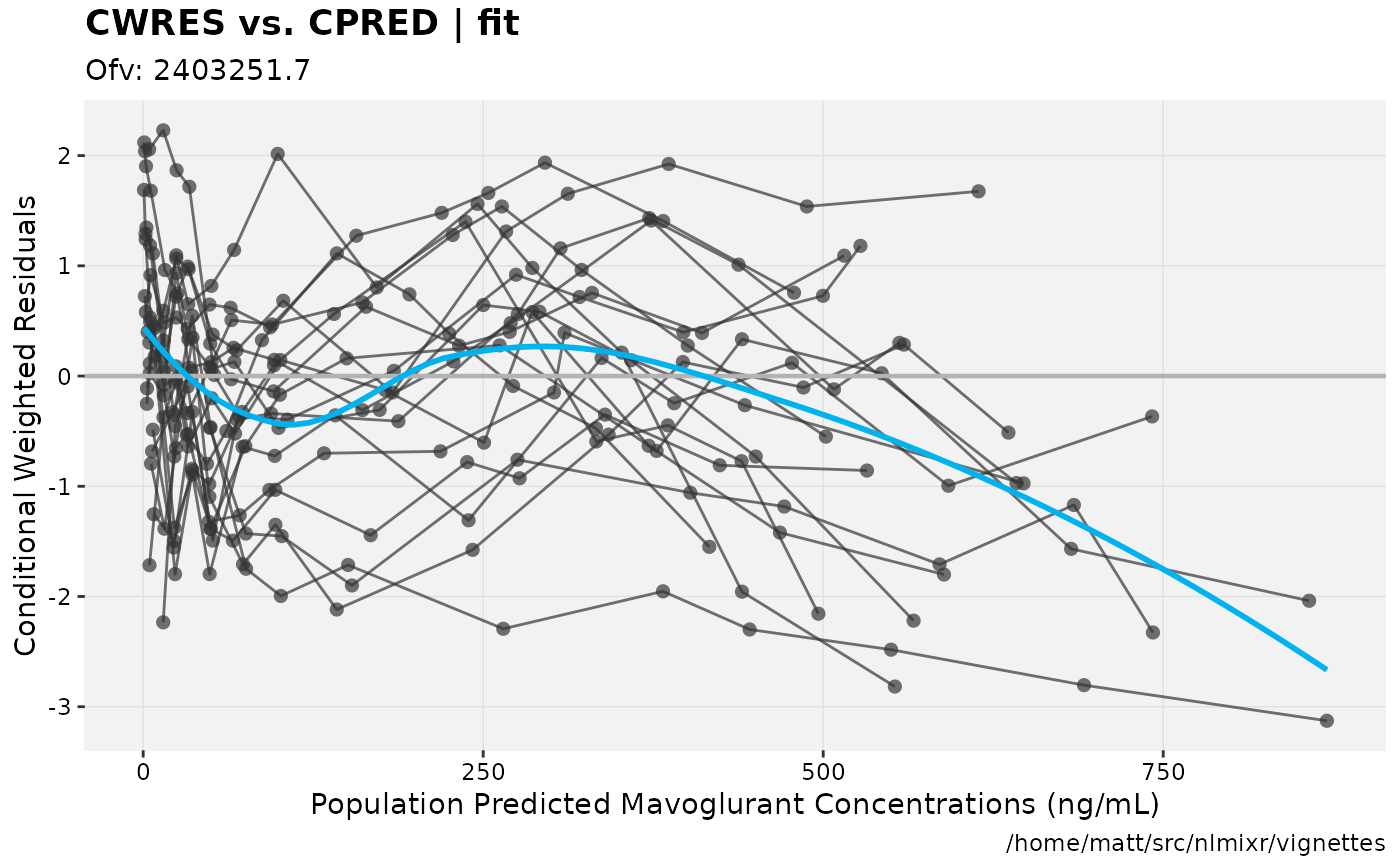 CWRES vs. CPRED | fit
Ofv: 2403251.7
Conditional Weighted Residuals
2
1
0
-1
-2
-3
0 250 500 750
Population Predicted Mavoglurant Concentrations (ng/mL)
/home/matt/src/nlmixr/vignettes